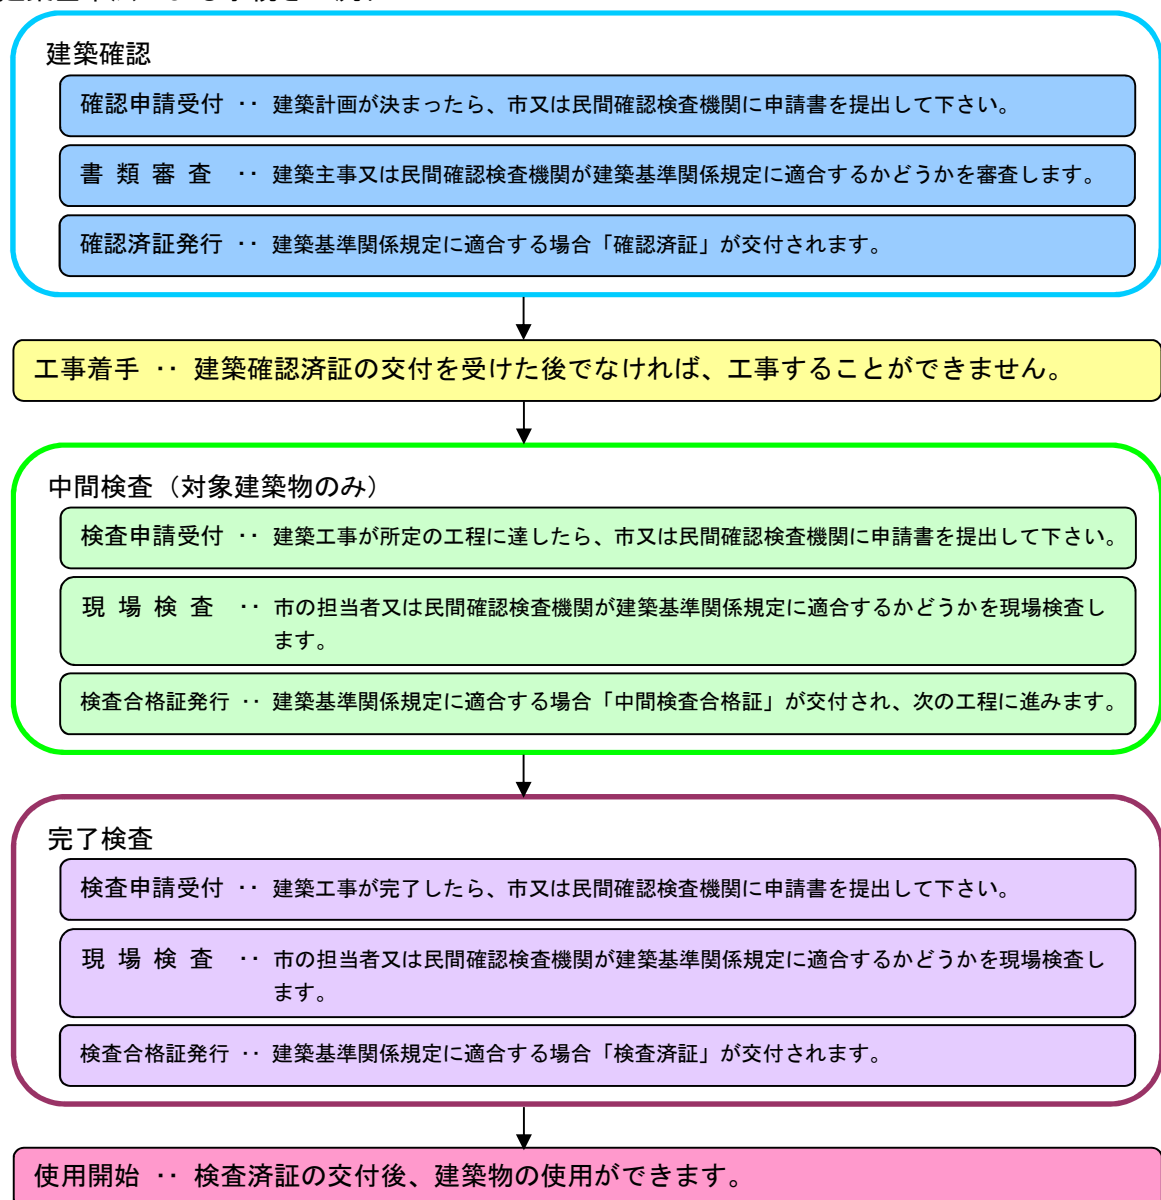 建築確認
確認申請受付 ‥ 建築計画が決まったら、市又は民間確認検査機関に申請書を提出して下さい。
書 類 審 査 ‥ 建築主事又は民間確認検査機関が建築基準関係規定に適合するかどうかを審査します。
確認済証発行 ‥ 建築基準関係規定に適合する場合「確認済証」が交付されます。
工事着手 ‥ 建築確認済証の交付を受けた後でなければ、工事することができません。
中間検査（対象建築物のみ）
検査申請受付 ‥ 建築工事が所定の工程に達したら、市又は民間確認検査機関に申請書を提出して下さい。
現 場 検 査 ‥ 市の担当者又は民間確認検査機関が建築基準関係規定に適合するかどうかを現場検査し
ます。
検査合格証発行 ‥ 建築基準関係規定に適合する場合「中間検査合格証」が交付され、次の工程に進みます。
完了検査
検査申請受付 ‥ 建築工事が完了したら、市又は民間確認検査機関に申請書を提出して下さい。
現 場 検 査 ‥ 市の担当者又は民間確認検査機関が建築基準関係規定に適合するかどうかを現場検査し
ます。
検査合格証発行 ‥ 建築基準関係規定に適合する場合「検査済証」が交付されます。
使用開始 ‥ 検査済証の交付後、建築物の使用ができます。